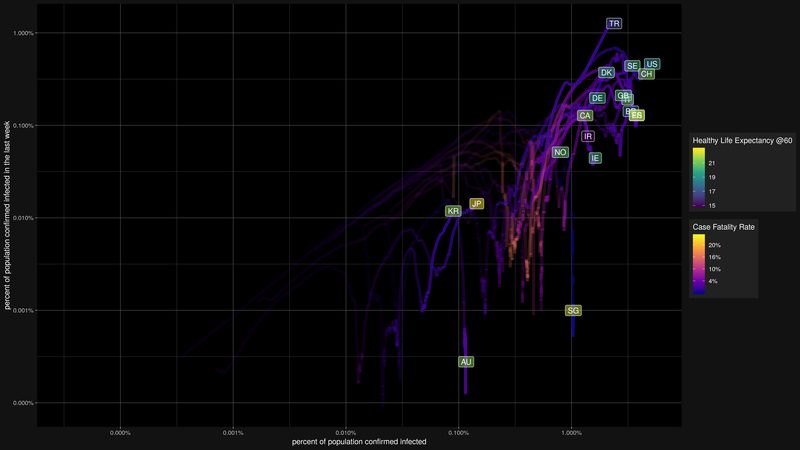 1.000%
0.100%
0.010%
0.001%
0.000%
percent of population confirmed infected in the last week
TR
SE
US
DK
CH
DE
GB
CA
IR
NO
IE
KR
JP
SG
AU
0.000%
0.001%
0.010%
0.100%
1.000%
percent of population confirmed infected
Healthy Life Expectancy @60
21
19
17
15
Case Fatality Rate
20%
16%
10%
4%